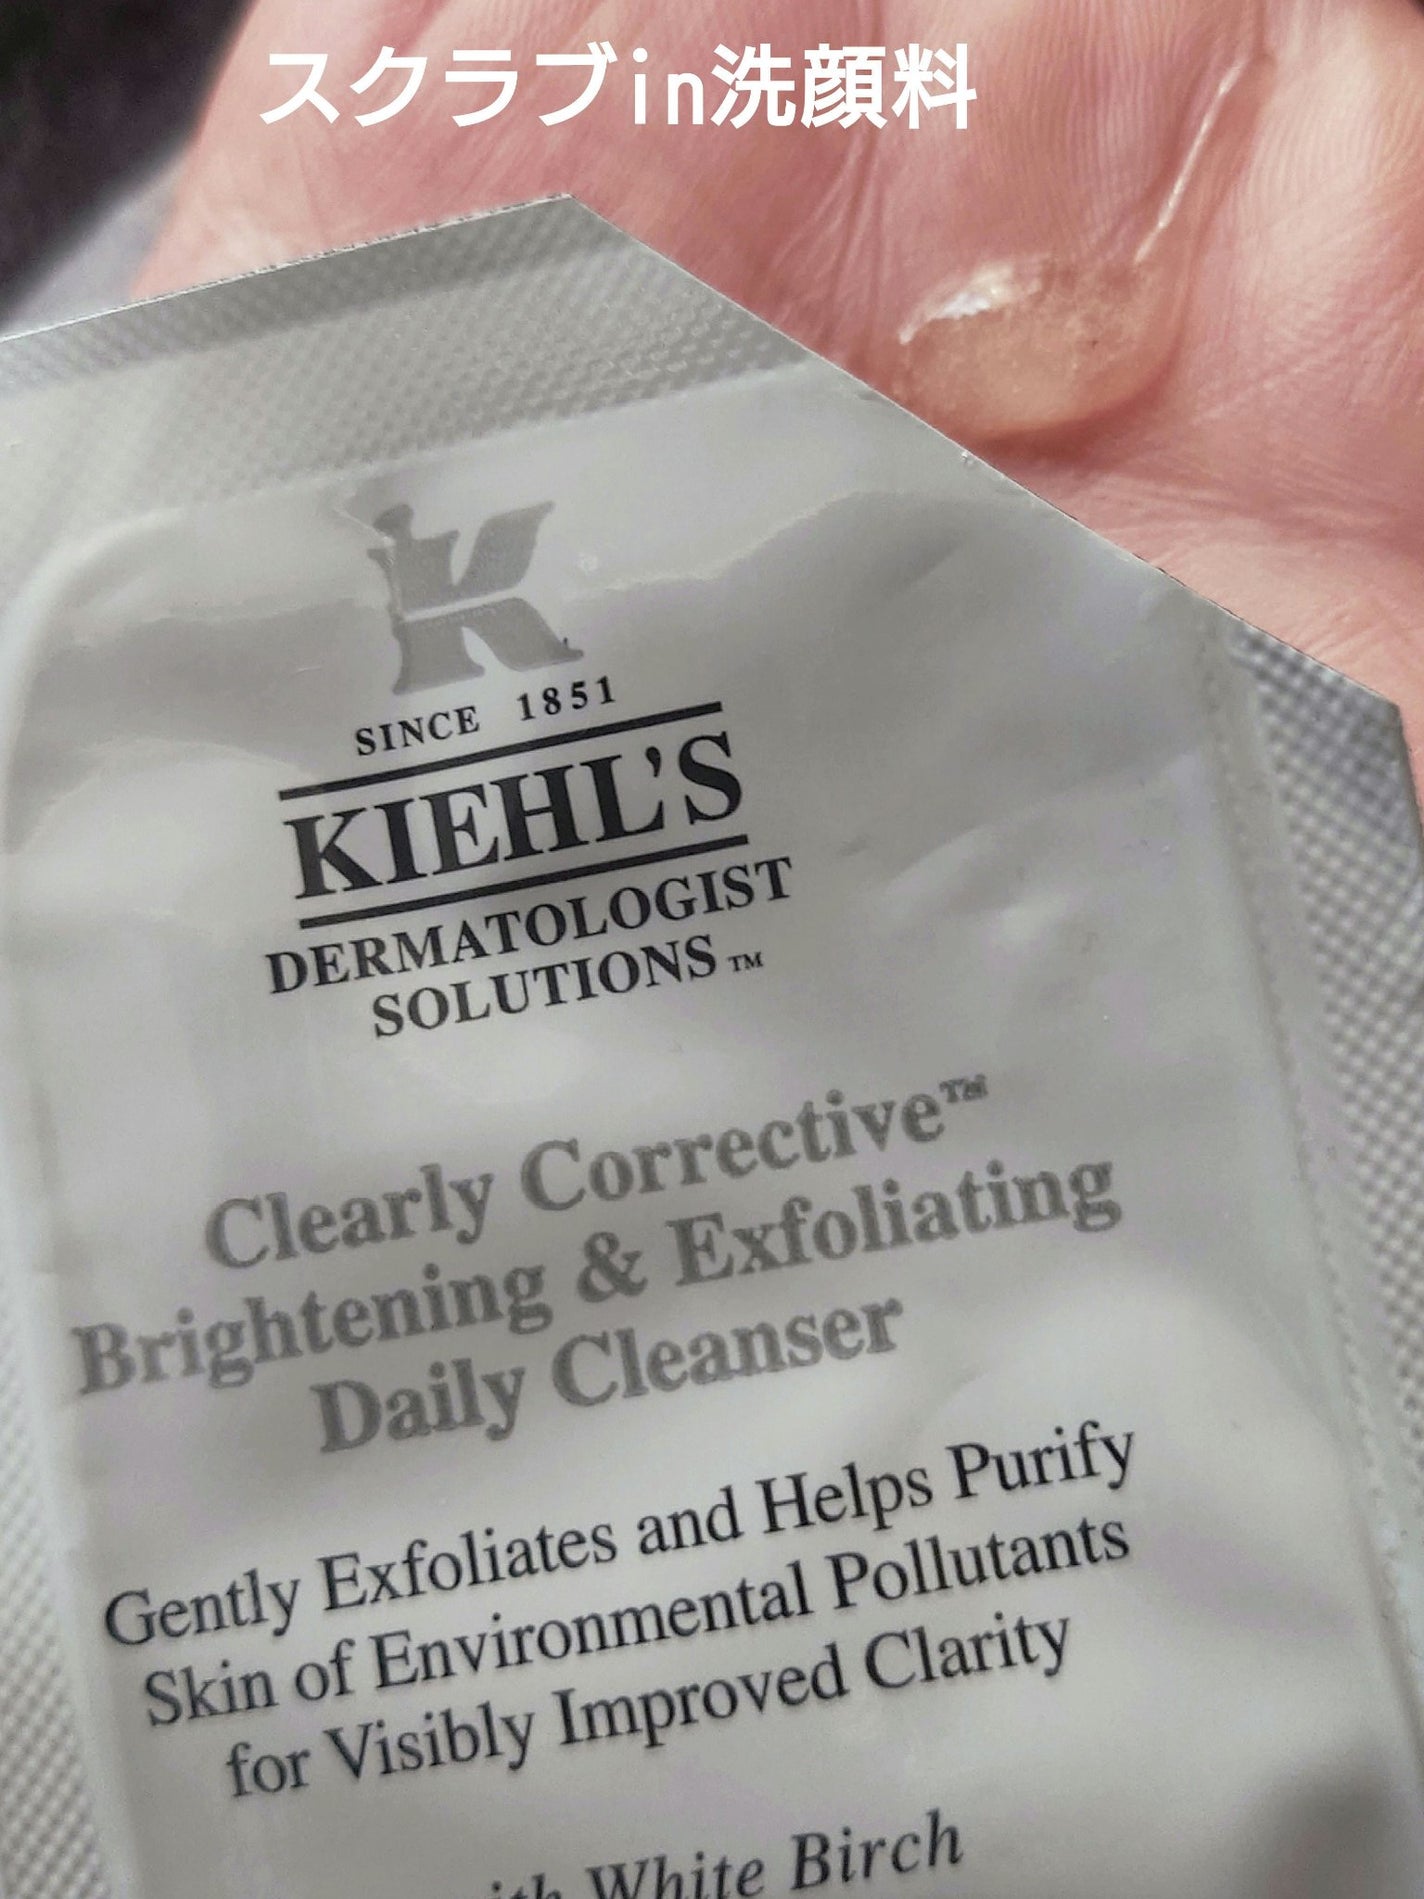 スクラブin洗顔料
K
SINCE 1851
KIEHL'S
DERMATOLOGIST
SOLUTIONS™
Clearly Corrective™
Brightening & Exfoliating
Daily Cleanser
Gently Exfoliates and Helps Purify
Skin of Environmental Pollutants
for Visibly Improved Clarity
White Birch